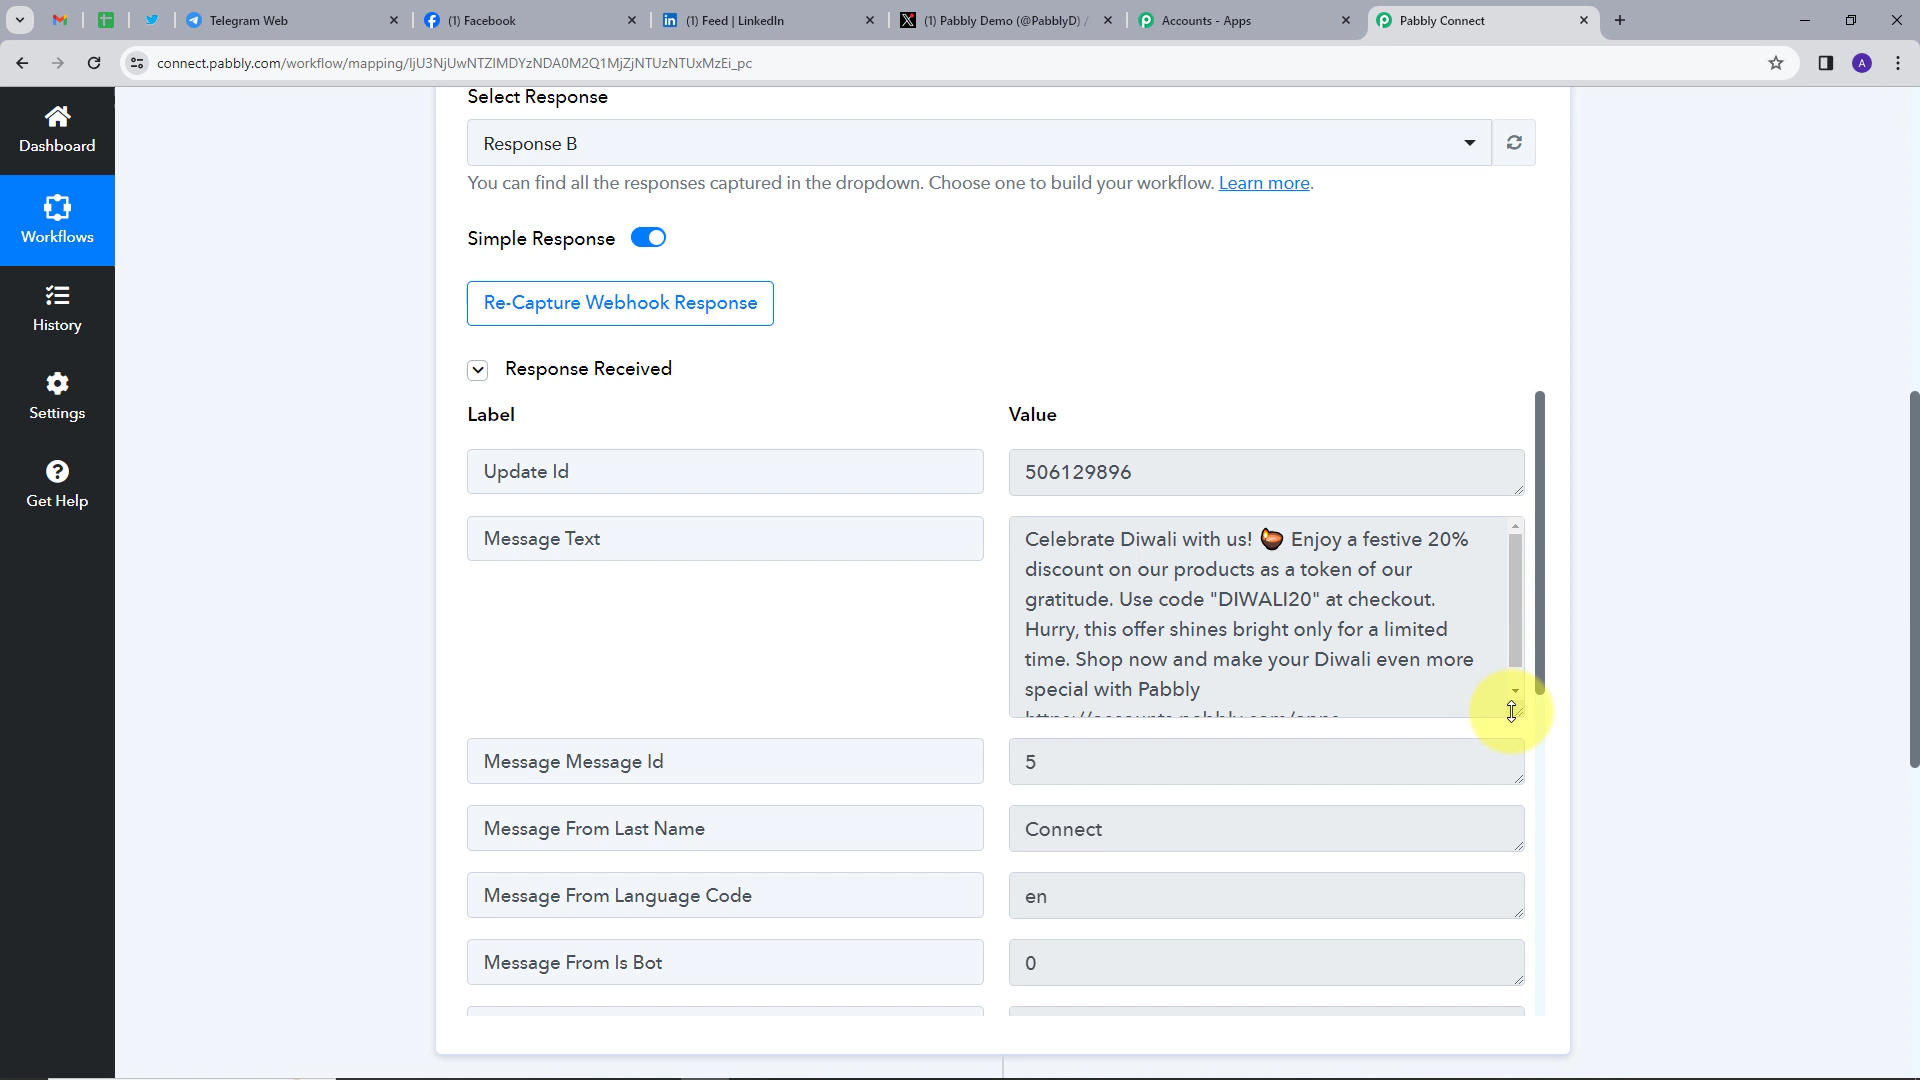 Telegram Web
(1) Facebook
(1) Feed | LinkedIn
(1) Pabbly Demo (@PabblyD) /
Accounts - Apps
Pabbly Connect
connect.pabbly.com/workflow/mapping/IjU3NjUwNTZlMDYzNDA0M2Q1MjZjNTUzNTUxMzEi_pc
A
Dashboard
Workflows
History
Settings
Get Help
Select Response
Response B
You can find all the responses captured in the dropdown. Choose one to build your workflow. Learn more.
Simple Response
Re-Capture Webhook Response
Response Received
Label
Value
Update Id
506129896
Message Text
Celebrate Diwali with us! 🪔 Enjoy a festive 20%
discount on our products as a token of our
gratitude. Use code "DIWALI20" at checkout.
Hurry, this offer shines bright only for a limited
time. Shop now and make your Diwali even more
special with Pabbly
https://accounts.pabbly.com/apps
Message Message Id
5
Message From Last Name
Connect
Message From Language Code
en
Message From Is Bot
0